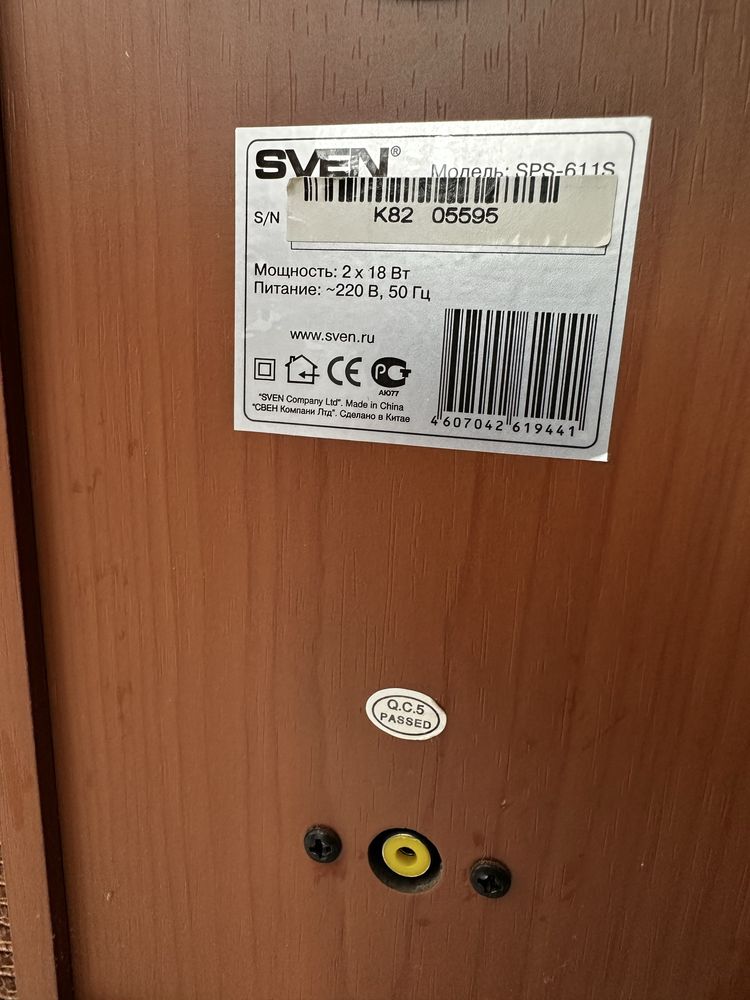 SVEN®
Модель: SPS-611S
S/N
K82 05595
Мощность: 2 х 18 Вт
Питание: ~220 В, 50 Гц
www.sven.ru
CE PCT
АЮ77
"SVEN Company Ltd". Made in China
"СВЕН Компани Лтд". Сделано в Китае
4 607042 619441
Q.C.5
PASSED